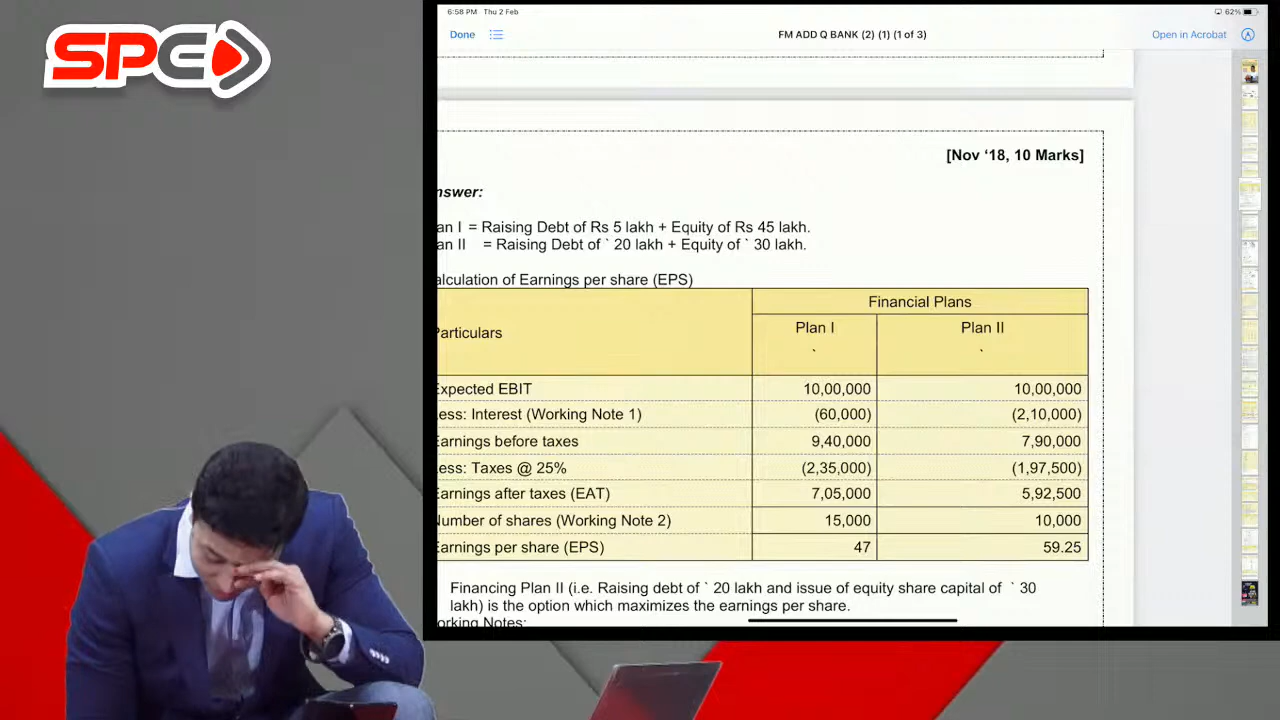 SPC
6:58 PM Thu 2 Feb
62%
Done
FM ADD Q BANK (2) (1) (1 of 3)
Open in Acrobat
[Nov ‘18, 10 Marks]
nswer:
an I = Raising Debt of Rs 5 lakh + Equity of Rs 45 lakh.
an II = Raising Debt of ` 20 lakh + Equity of ` 30 lakh.
alculation of Earnings per share (EPS)
Particulars
Financial Plans
Plan I
Plan II
`
`
Expected EBIT 10,00,000 10,00,000
ess: Interest (Working Note 1) (60,000) (2,10,000)
Earnings before taxes 9,40,000 7,90,000
ess: Taxes @ 25% (2,35,000) (1,97,500)
Earnings after taxes (EAT) 7,05,000 5,92,500
Number of shares (Working Note 2) 15,000 10,000
Earnings per share (EPS) 47 59.25
Financing Plan II (i.e. Raising debt of ` 20 lakh and issue of equity share capital of ` 30
lakh) is the option which maximizes the earnings per share.
orking Notes: